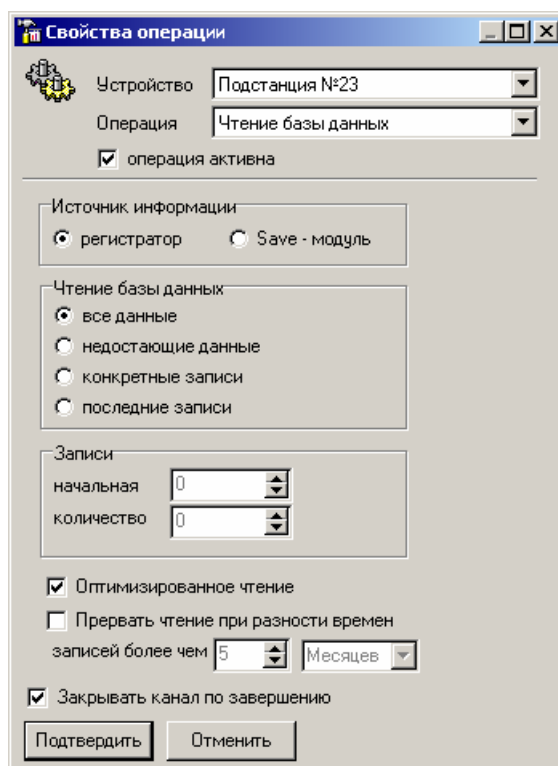 Свойства операции
Устройство Подстанция №23
Операция Чтение базы данных
операция активна
Источник информации
регистратор Save - модуль
Чтение базы данных
все данные
недостающие данные
конкретные записи
последние записи
Записи
начальная 0
количество 0
Оптимизированное чтение
Прервать чтение при разности времен
записей более чем 5 Месяцев
Закрывать канал по завершению
Подтвердить Отменить